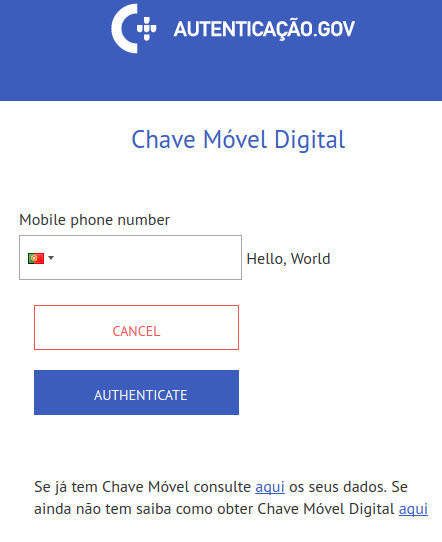 AUTENTICAÇÃO.GOV
Chave Móvel Digital
Mobile phone number
Hello, World
CANCEL
AUTHENTICATE
Se já tem Chave Móvel consulte aqui os seus dados. Se
ainda não tem saiba como obter Chave Móvel Digital aqui